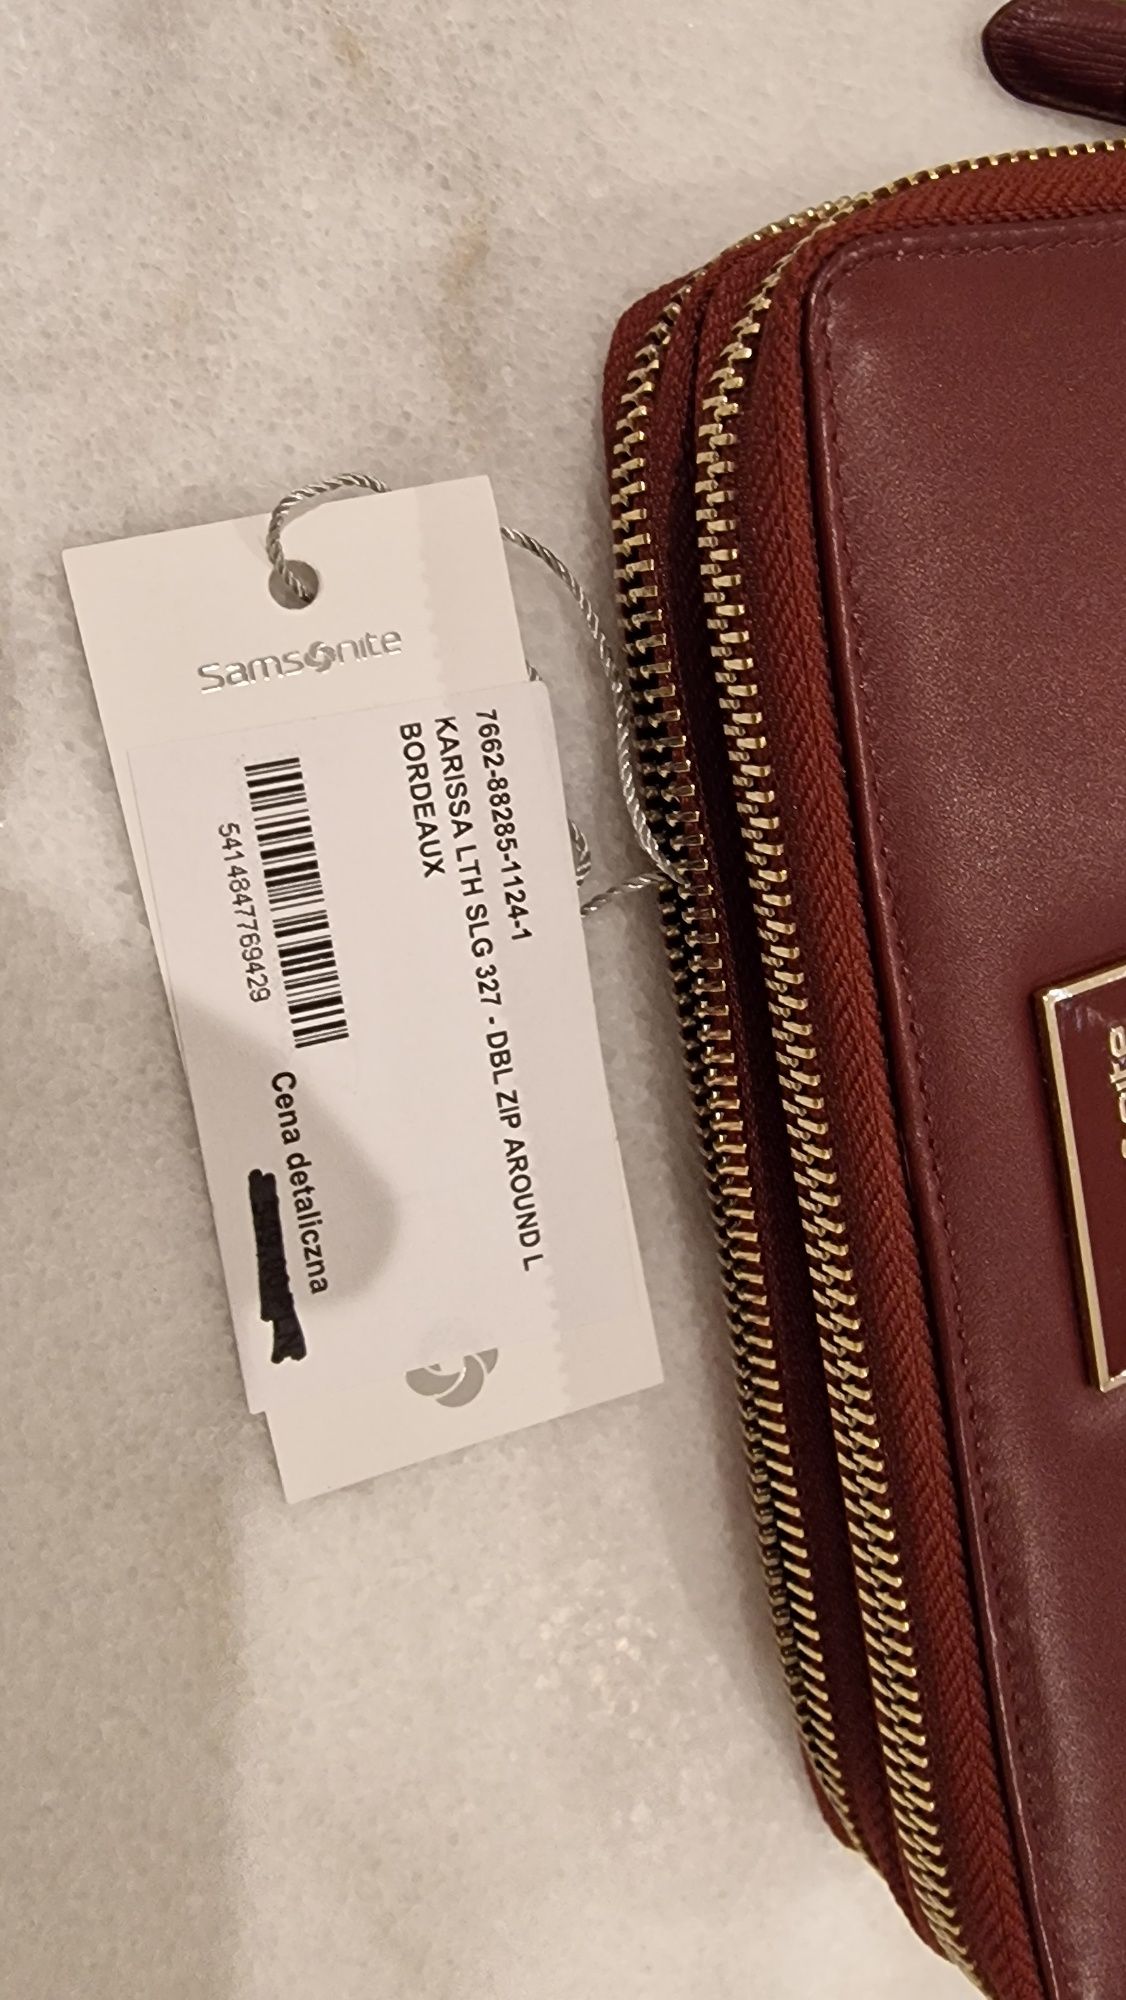 Samsonite
7662-88285-1124-1
KARISSA LTH SLG 327 - DBL ZIP AROUND L
BORDEAUX
5414847769429
Cena detaliczna